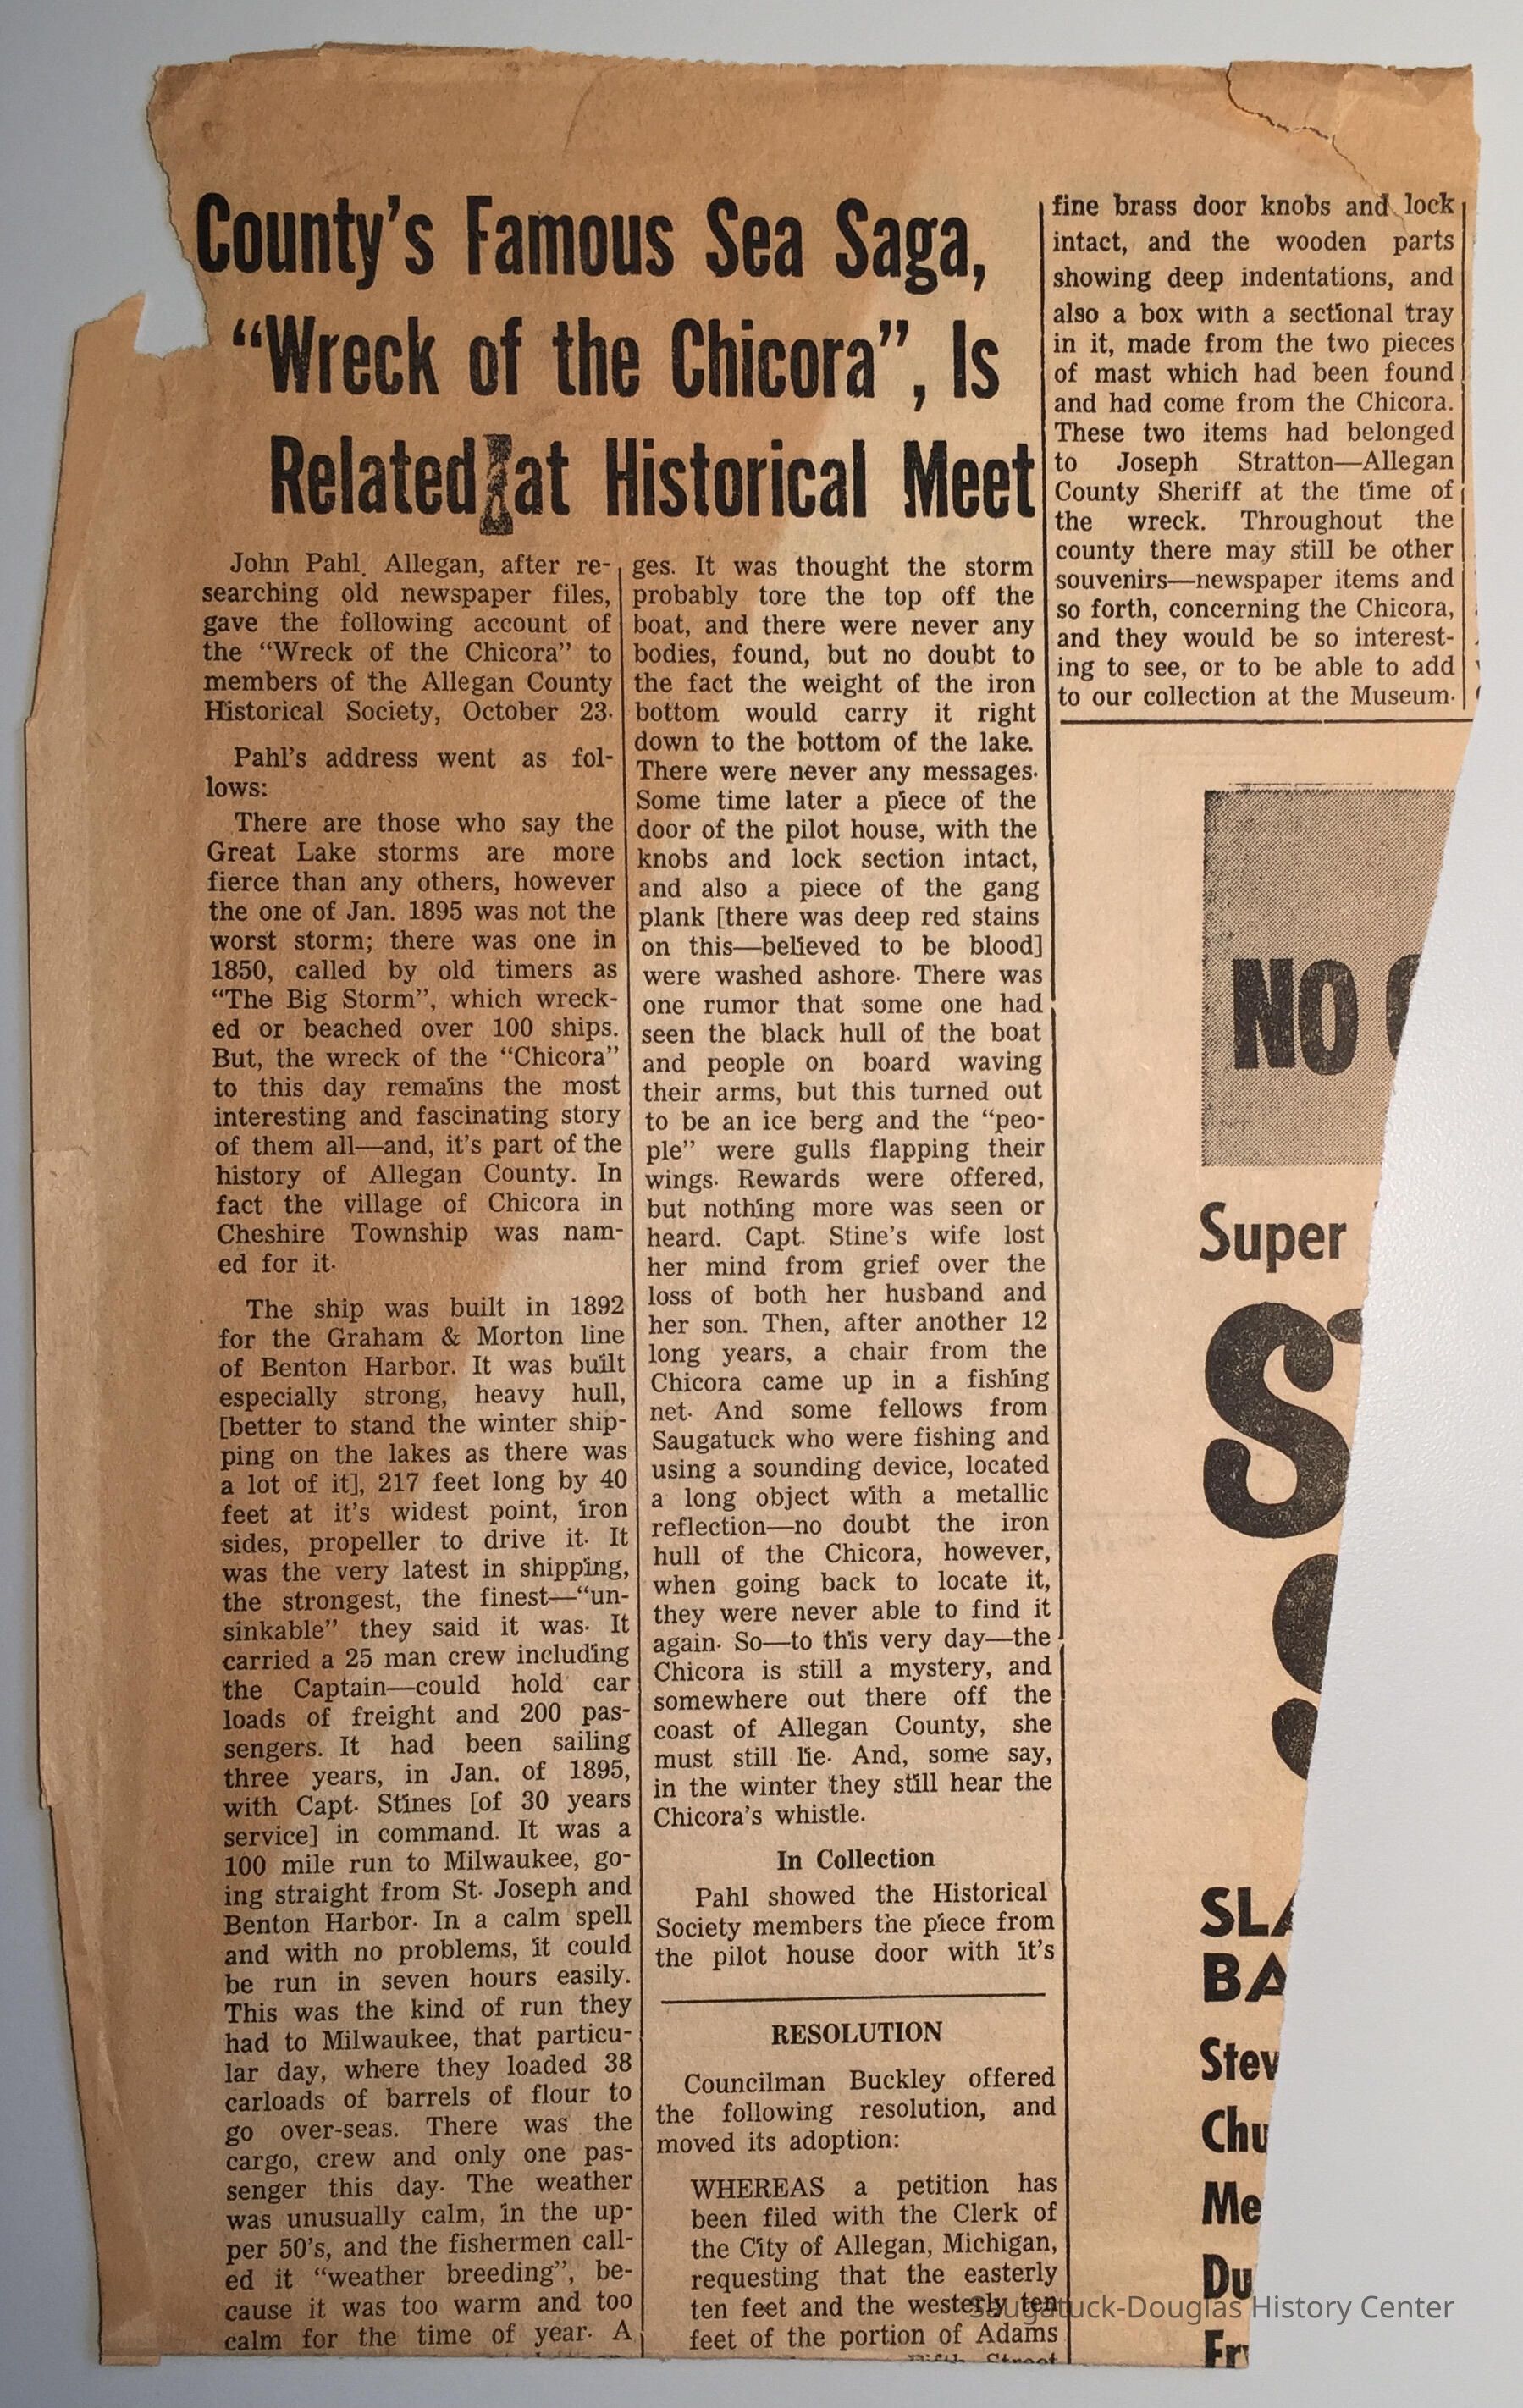 County's Famous Sea Saga,
"Wreck of the Chicora", Is
Related at Historical Meet
John Pahl, Allegan, after re-
searching old newspaper files,
gave the following account of
the "Wreck of the Chicora" to
members of the Allegan County
Historical Society, October 23.
Pahl's address went as fol-
lows:
There are those who say the
Great Lake storms are more
fierce than any others, however
the one of Jan. 1895 was not the
worst storm; there was one in
1850, called by old timers as
"The Big Storm", which wreck-
ed or beached over 100 ships.
But, the wreck of the "Chicora"
to this day remains the most
interesting and fascinating story
of them all—and, it's part of the
history of Allegan County. In
fact the village of Chicora in
Cheshire Township was nam-
ed for it.
The ship was built in 1892
for the Graham & Morton line
of Benton Harbor. It was built
especially strong, heavy hull,
[better to stand the winter ship-
ping on the lakes as there was
a lot of it], 217 feet long by 40
feet at it's widest point, iron
sides, propeller to drive it. It
was the very latest in shipping,
the strongest, the finest—"un-
sinkable" they said it was. It
carried a 25 man crew including
the Captain—could hold car
loads of freight and 200 pas-
sengers. It had been sailing
three years, in Jan. of 1895,
with Capt. Stines [of 30 years
service] in command. It was a
100 mile run to Milwaukee, go-
ing straight from St. Joseph and
Benton Harbor. In a calm spell
and with no problems, it could
be run in seven hours easily.
This was the kind of run they
had to Milwaukee, that particu-
lar day, where they loaded 38
carloads of barrels of flour to
go over-seas. There was the
cargo, crew and only one pas-
senger this day. The weather
was unusually calm, in the up-
per 50's, and the fishermen call-
ed it "weather breeding", be-
cause it was too warm and too
calm for the time of year. A
ges. It was thought the storm
probably tore the top off the
boat, and there were never any
bodies, found, but no doubt to
the fact the weight of the iron
bottom would carry it right
down to the bottom of the lake.
There were never any messages.
Some time later a piece of the
door of the pilot house, with the
knobs and lock section intact,
and also a piece of the gang
plank [there was deep red stains
on this—believed to be blood]
were washed ashore. There was
one rumor that some one had
seen the black hull of the boat
and people on board waving
their arms, but this turned out
to be an ice berg and the "peo-
ple" were gulls flapping their
wings. Rewards were offered,
but nothing more was seen or
heard. Capt. Stine's wife lost
her mind from grief over the
loss of both her husband and
her son. Then, after another 12
long years, a chair from the
Chicora came up in a fishing
net. And some fellows from
Saugatuck who were fishing and
using a sounding device, located
a long object with a metallic
reflection—no doubt the iron
hull of the Chicora, however,
when going back to locate it,
they were never able to find it
again. So—to this very day—the
Chicora is still a mystery, and
somewhere out there off the
coast of Allegan County, she
must still lie. And, some say,
in the winter they still hear the
Chicora's whistle.
In Collection
Pahl showed the Historical
Society members the piece from
the pilot house door with it's
RESOLUTION
Councilman Buckley offered
the following resolution, and
moved its adoption:
WHEREAS a petition has
been filed with the Clerk of
the City of Allegan, Michigan,
requesting that the easterly
ten feet and the westerly ten
feet of the portion of Adams
Fifth Street
fine brass door knobs and lock
intact, and the wooden parts
showing deep indentations, and
also a box with a sectional tray
in it, made from the two pieces
of mast which had been found
and had come from the Chicora.
These two items had belonged
to Joseph Stratton—Allegan
County Sheriff at the time of
the wreck. Throughout the
county there may still be other
souvenirs—newspaper items and
so forth, concerning the Chicora,
and they would be so interest-
ing to see, or to be able to add
to our collection at the Museum.
NO
Super
S
SLA
BA
Stev
Chu
Me
Du
Fr
Saugatuck-Douglas History Center